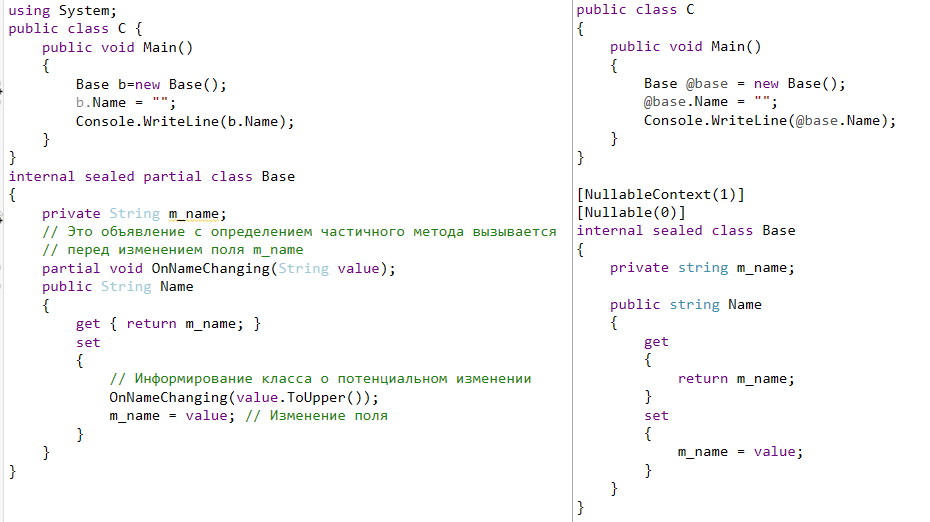 using System;
public class C {
    public void Main()
    {
        Base b=new Base();
        b.Name = "";
        Console.WriteLine(b.Name);
    }
}
internal sealed partial class Base
{
    private String m_name;
    // Это объявление с определением частичного метода вызывается
    // перед изменением поля m_name
    partial void OnNameChanging(String value);
    public String Name
    {
        get { return m_name; }
        set
        {
            // Информирование класса о потенциальном изменении
            OnNameChanging(value.ToUpper());
            m_name = value; // Изменение поля
        }
    }
}
public class C
{
    public void Main()
    {
        Base @base = new Base();
        @base.Name = "";
        Console.WriteLine(@base.Name);
    }
}

[NullableContext(1)]
[Nullable(0)]
internal sealed class Base
{
    private string m_name;

    public string Name
    {
        get
        {
            return m_name;
        }
        set
        {
            m_name = value;
        }
    }
}